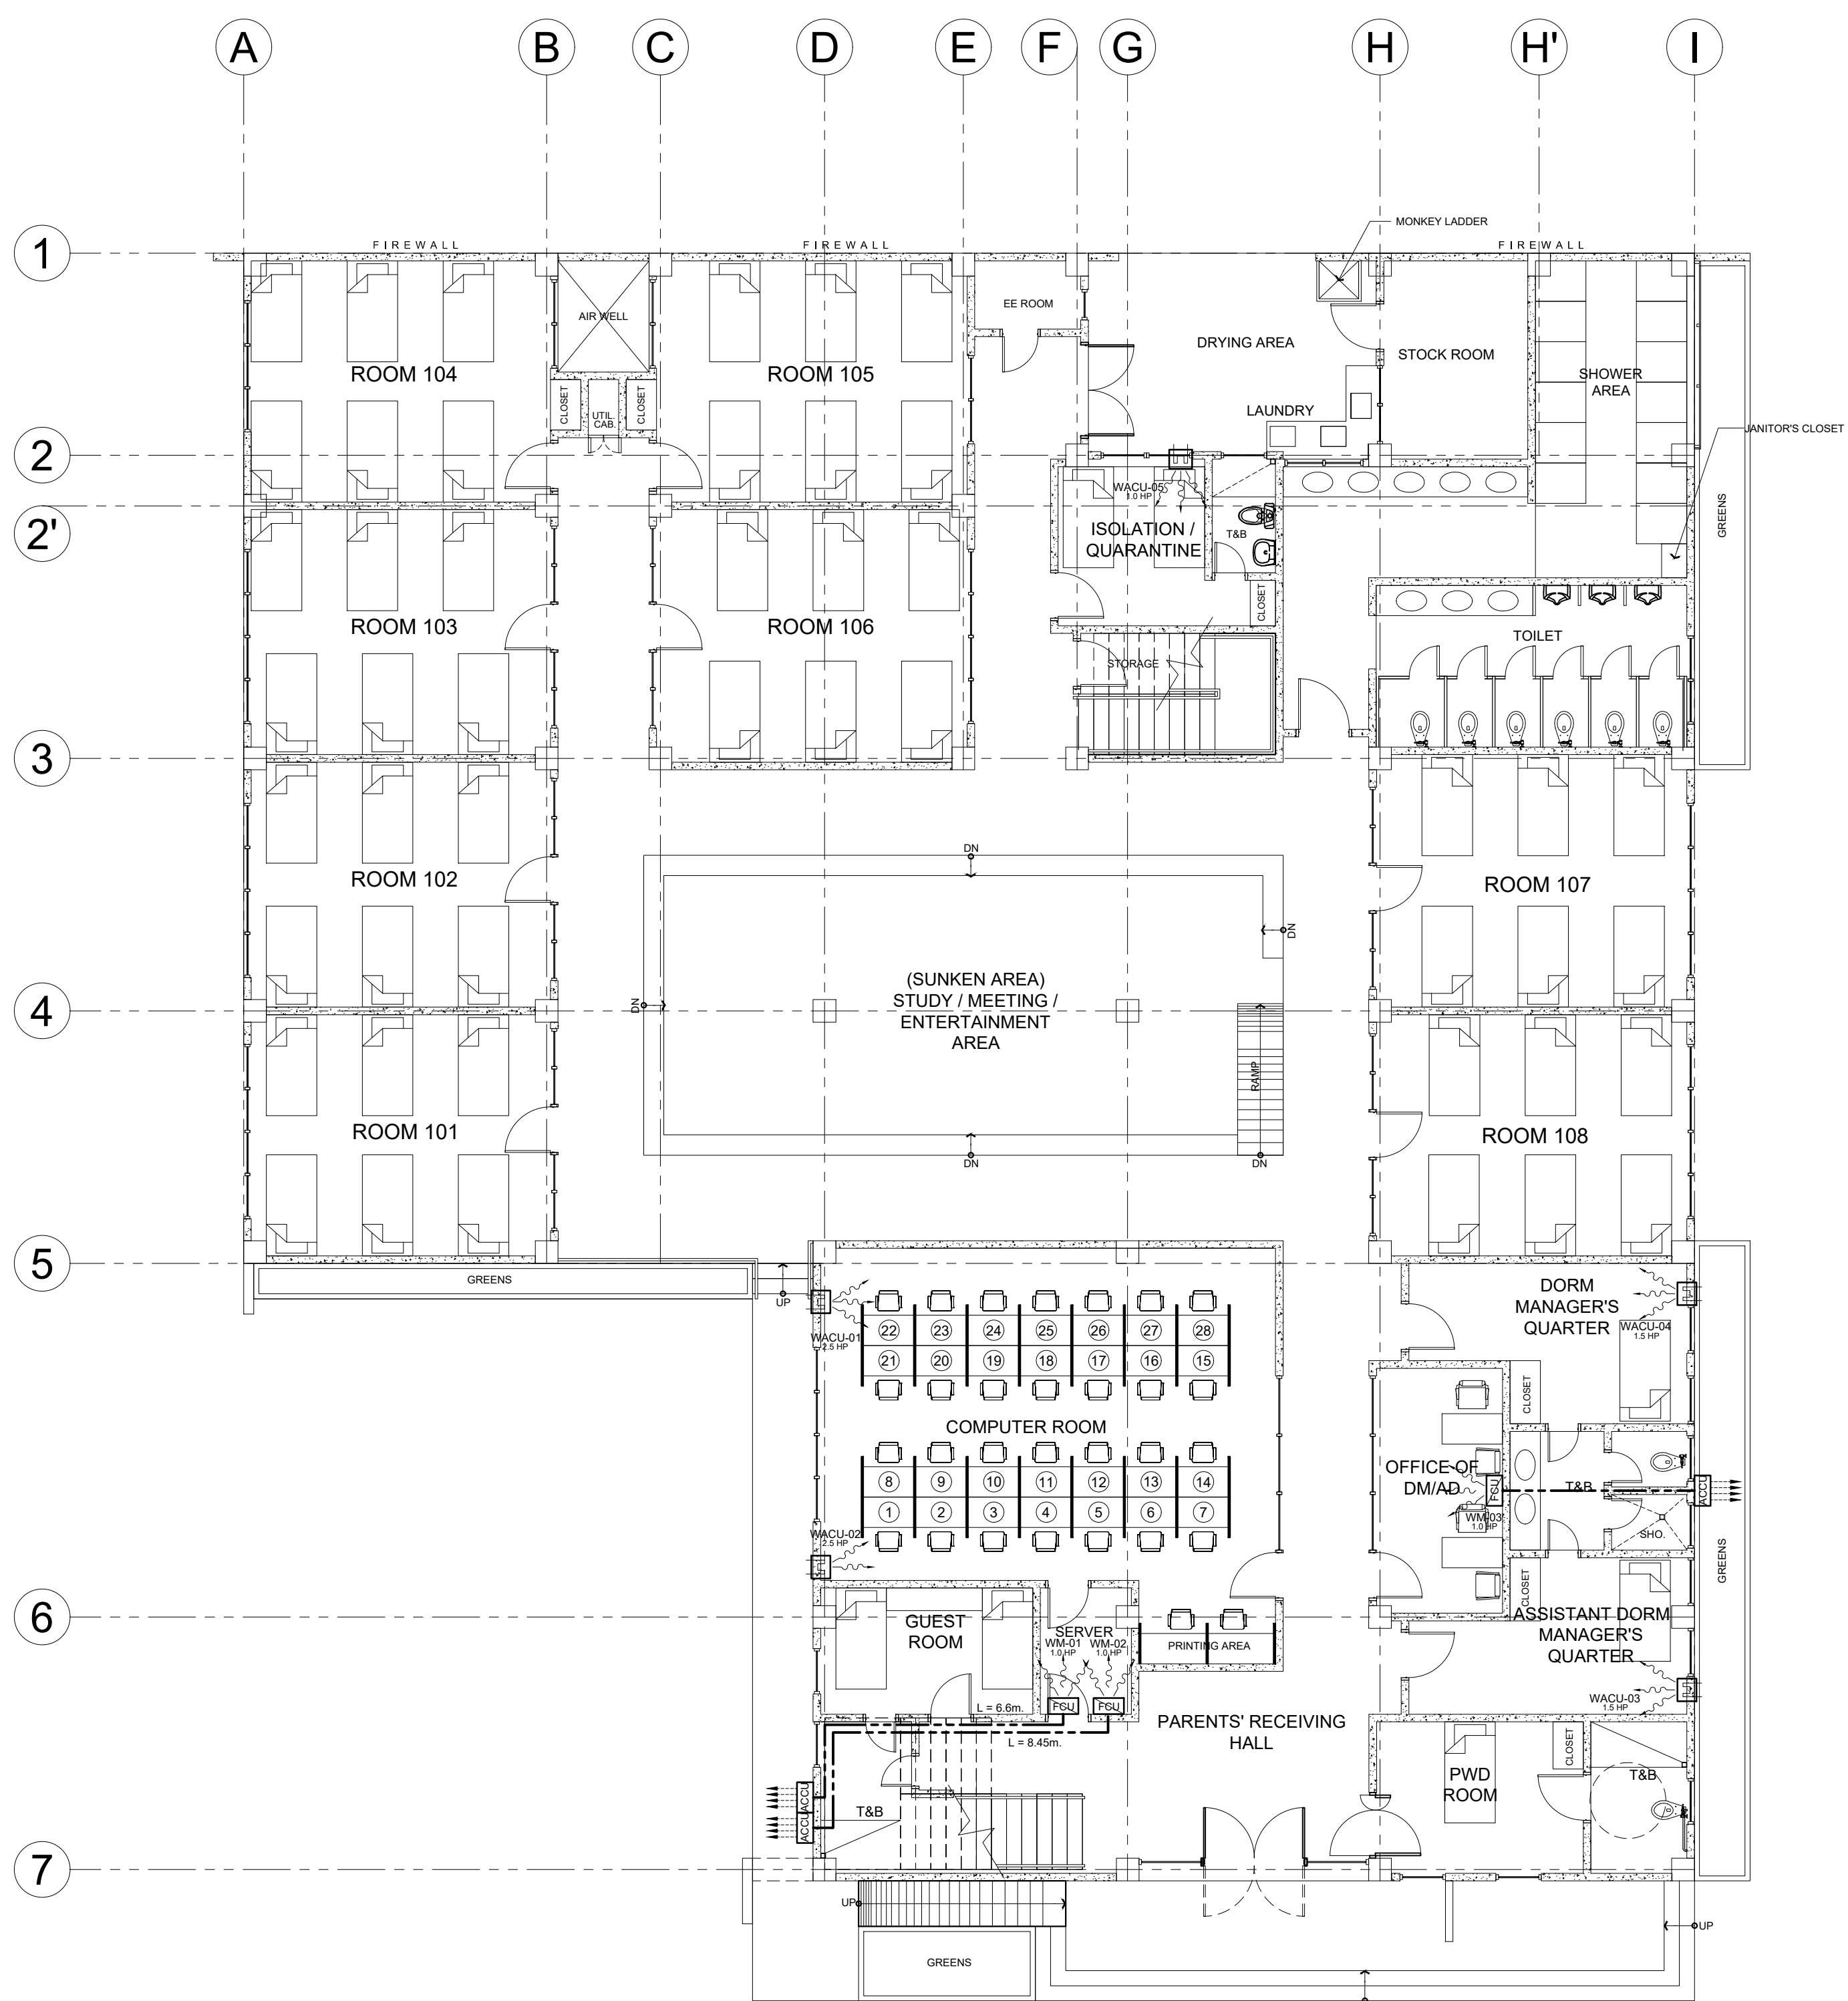 A
B
C
D
E
F
G
H
H'
I
1
2
2'
3
4
5
6
7
FIREWALL
FIREWALL
FIREWALL
MONKEY LADDER
AIR WELL
EE ROOM
DRYING AREA
STOCK ROOM
SHOWER
AREA
ROOM 104
ROOM 105
CLOSET
UTIL.
CAB.
CLOSET
LAUNDRY
JANITOR'S CLOSET
GREENS
WACU-05
1.0 HP
ISOLATION /
QUARANTINE
T&B
CLOSET
ROOM 103
ROOM 106
STORAGE
TOILET
ROOM 102
ROOM 107
DN
DN
DN
(SUNKEN AREA)
STUDY / MEETING /
ENTERTAINMENT
AREA
RAMP
DN
DN
ROOM 101
ROOM 108
GREENS
UP
WACU-01
2.5 HP
22
23
24
25
26
27
28
21
20
19
18
17
16
15
COMPUTER ROOM
8
9
10
11
12
13
14
1
2
3
4
5
6
7
WACU-02
2.5 HP
DORM
MANAGER'S
QUARTER
WACU-04
1.5 HP
CLOSET
OFFICE OF
DM/AD
FCU
WM-03
1.0 HP
T&B
ACCU
SHO.
CLOSET
GREENS
ASSISTANT DORM
MANAGER'S
QUARTER
WACU-03
1.5 HP
GUEST
ROOM
SERVER
WM-01
1.0 HP
WM-02
1.0 HP
PRINTING AREA
FCU
FCU
L = 6.6m.
L = 8.45m.
PARENTS' RECEIVING
HALL
ACCU
ACCU
T&B
PWD
ROOM
CLOSET
T&B
UP
GREENS
UP